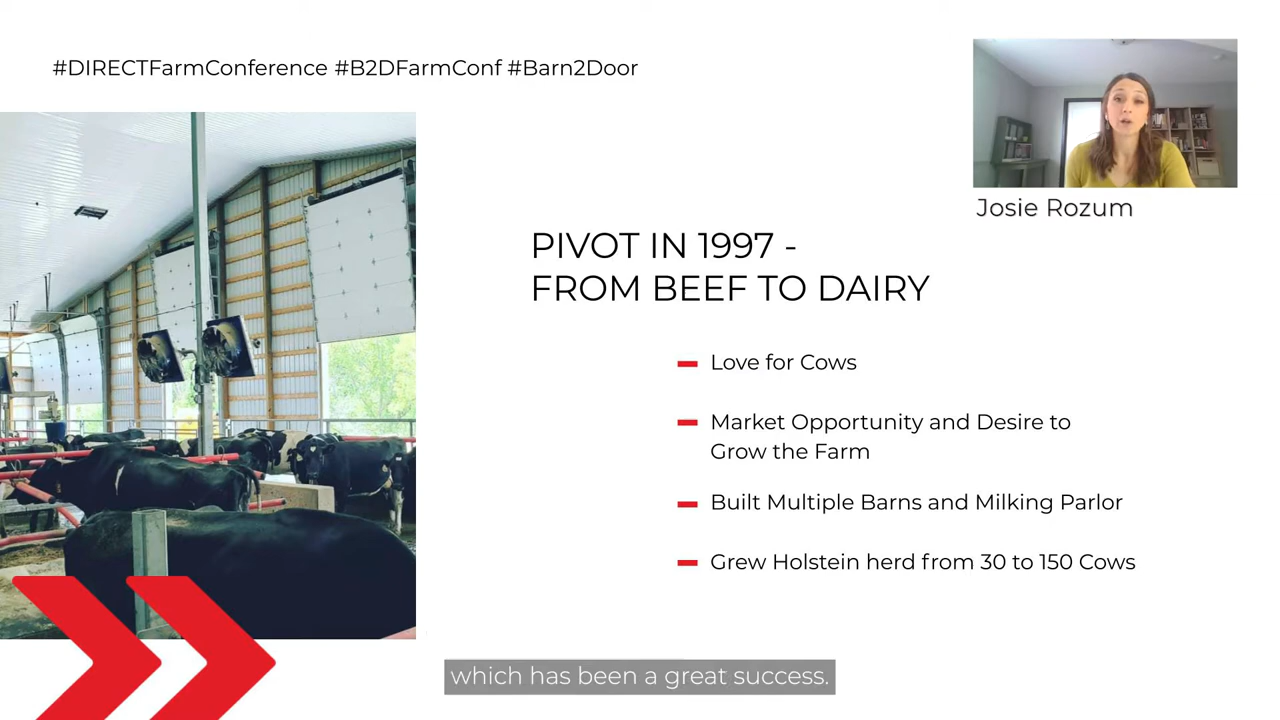 #DIRECTFarmConference #B2DFarmConf #Barn2Door
Josie Rozum
PIVOT IN 1997 -
FROM BEEF TO DAIRY
Love for Cows
Market Opportunity and Desire to
Grow the Farm
Built Multiple Barns and Milking Parlor
Grew Holstein herd from 30 to 150 Cows
which has been a great success.